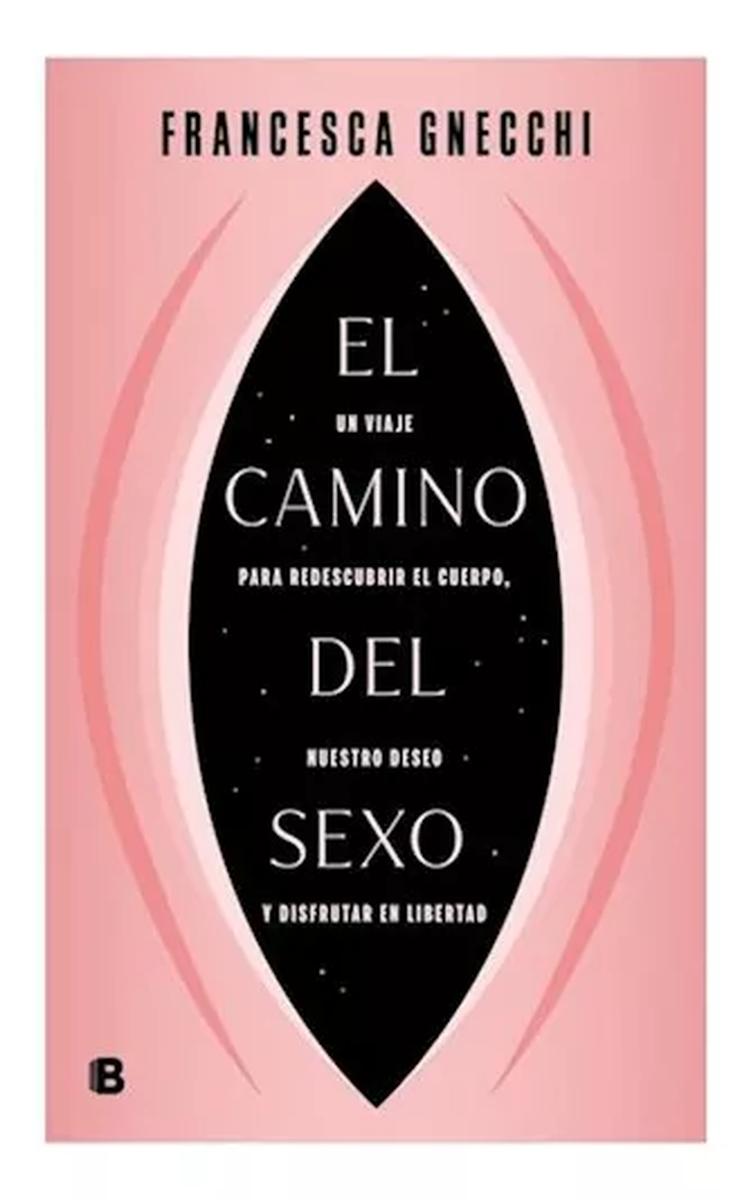 FRANCESCA GNECCHI
EL
UN VIAJE
CAMINO
PARA REDESCUBRIR EL CUERPO,
DEL
NUESTRO DESEO
SEXO
Y DISFRUTAR EN LIBERTAD
B